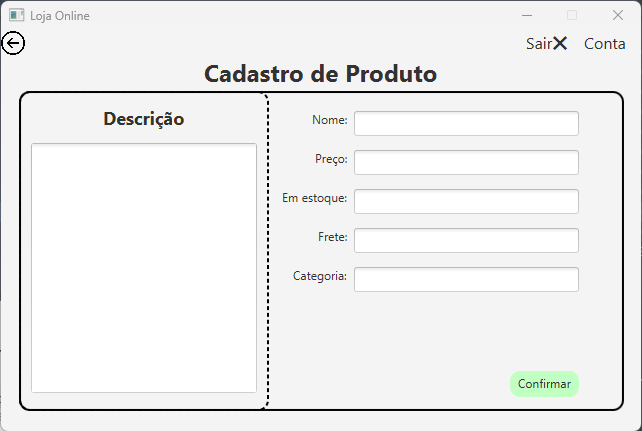 Loja Online
Sair Conta
Cadastro de Produto
Descrição
Nome:
Preço:
Em estoque:
Frete:
Categoria:
Confirmar